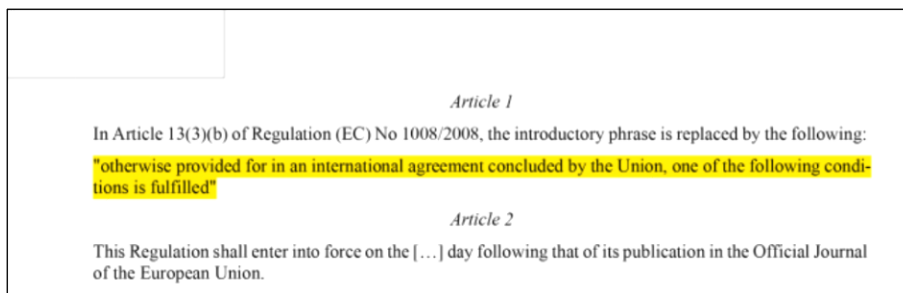 Article 1
In Article 13(3)(b) of Regulation (EC) No 1008/2008, the introductory phrase is replaced by the following:
"otherwise provided for in an international agreement concluded by the Union, one of the following condi-
tions is fulfilled"
Article 2
This Regulation shall enter into force on the […] day following that of its publication in the Official Journal
of the European Union.